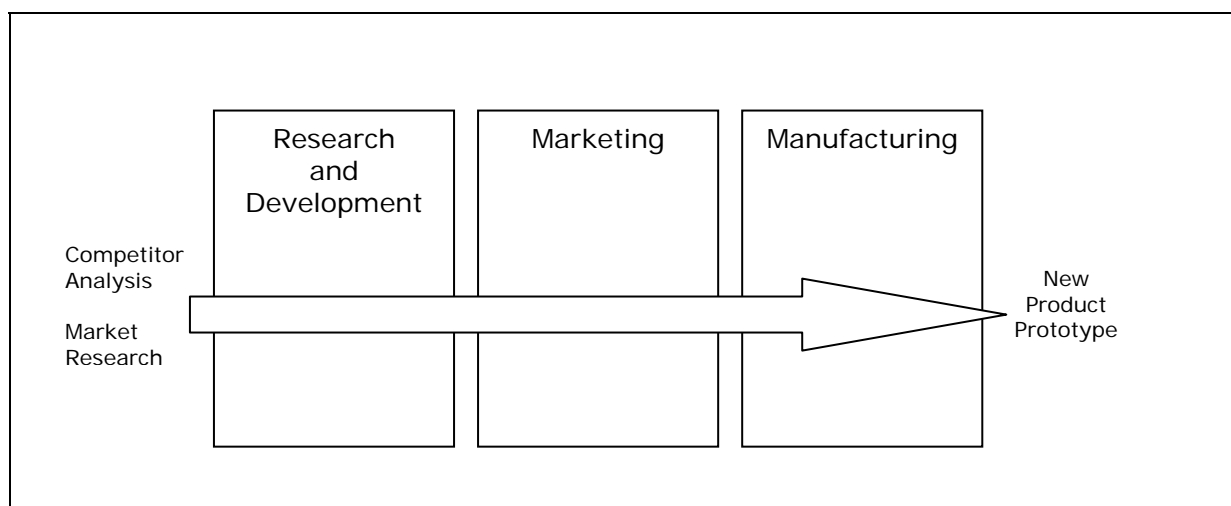 Research
and
Development
Marketing
Manufacturing
Competitor
Analysis
Market
Research
New
Product
Prototype